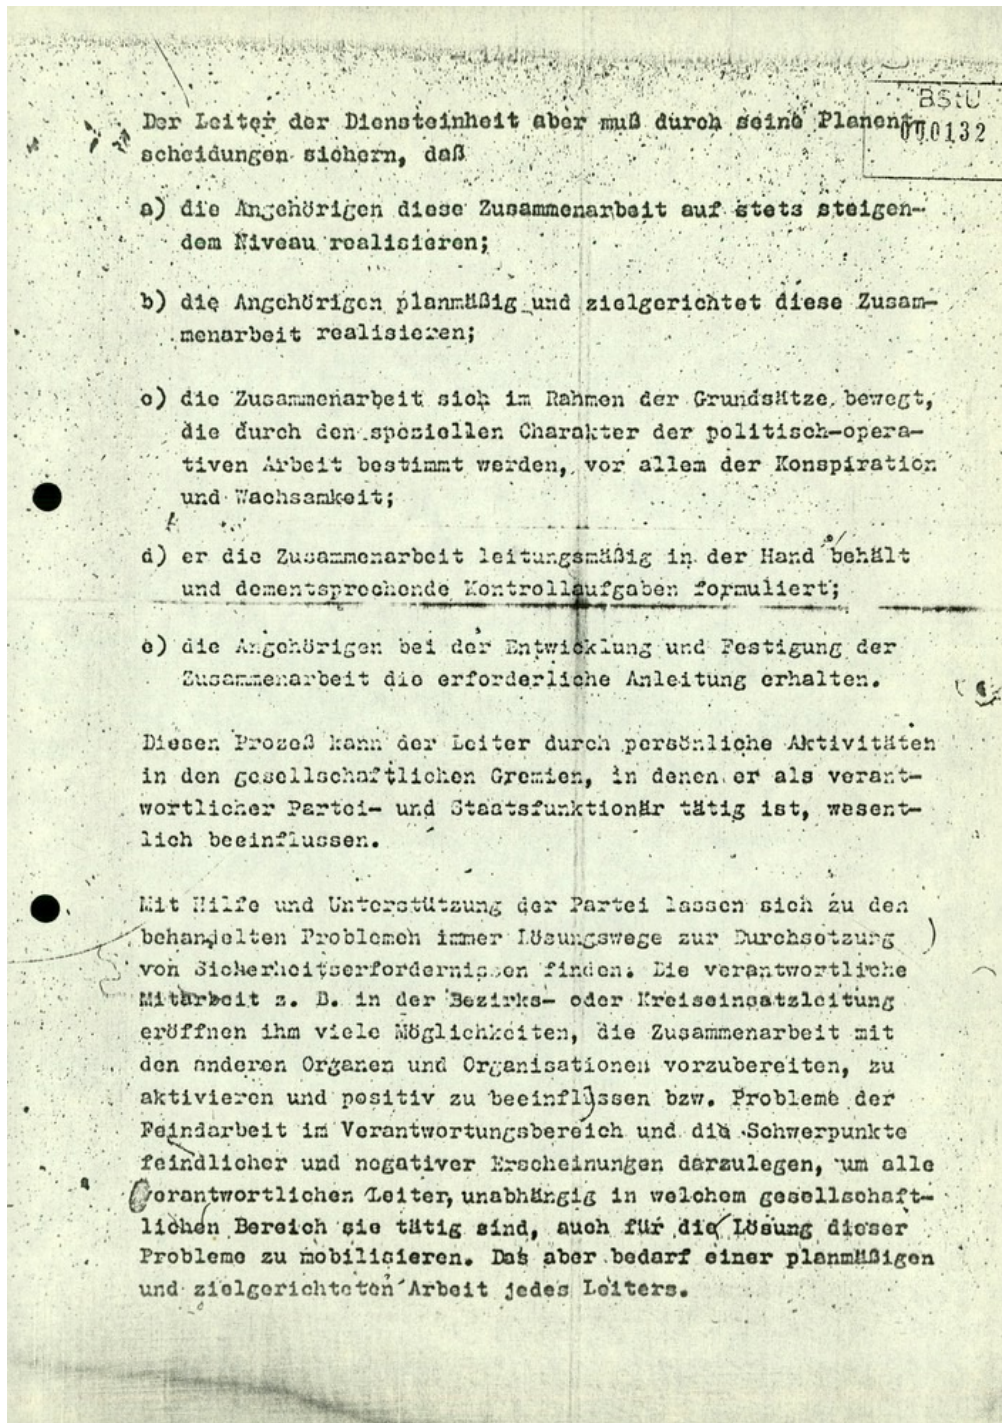 BStU
000132
Der Leiter der Diensteinheit aber muß durch seine Planent-
scheidungen sichern, daß
a) die Angehörigen diese Zusammenarbeit auf stets steigen-
dem Niveau realisieren;
b) die Angehörigen planmäßig und zielgerichtet diese Zusam-
menarbeit realisieren;
c) die Zusammenarbeit sich im Rahmen der Grundsätze bewegt,
die durch den speziellen Charakter der politisch-opera-
tiven Arbeit bestimmt werden, vor allem der Konspiration
und Wachsamkeit;
d) er die Zusammenarbeit leitungsmäßig in der Hand behält
und dementsprechende Kontrollaufgaben formuliert;
e) die Angehörigen bei der Entwicklung und Festigung der
Zusammenarbeit die erforderliche Anleitung erhalten.
Diesen Prozeß kann der Leiter durch persönliche Aktivitäten
in den gesellschaftlichen Gremien, in denen er als verant-
wortlicher Partei- und Staatsfunktionär tätig ist, wesent-
lich beeinflussen.
Mit Hilfe und Unterstützung der Partei lassen sich zu den
behandelten Problemen immer Lösungswege zur Durchsetzung
von Sicherheitserfordernissen finden. Die verantwortliche
Mitarbeit z. B. in der Bezirks- oder Kreiseinsatzleitung
eröffnen ihm viele Möglichkeiten, die Zusammenarbeit mit
den anderen Organen und Organisationen vorzubereiten, zu
aktivieren und positiv zu beeinflussen bzw. Probleme der
Feindarbeit im Verantwortungsbereich und die Schwerpunkte
feindlicher und negativer Erscheinungen darzulegen, um alle
verantwortlichen Leiter, unabhängig in welchem gesellschaft-
lichen Bereich sie tätig sind, auch für die Lösung dieser
Probleme zu mobilisieren. Das aber bedarf einer planmäßigen
und zielgerichteten Arbeit jedes Leiters.